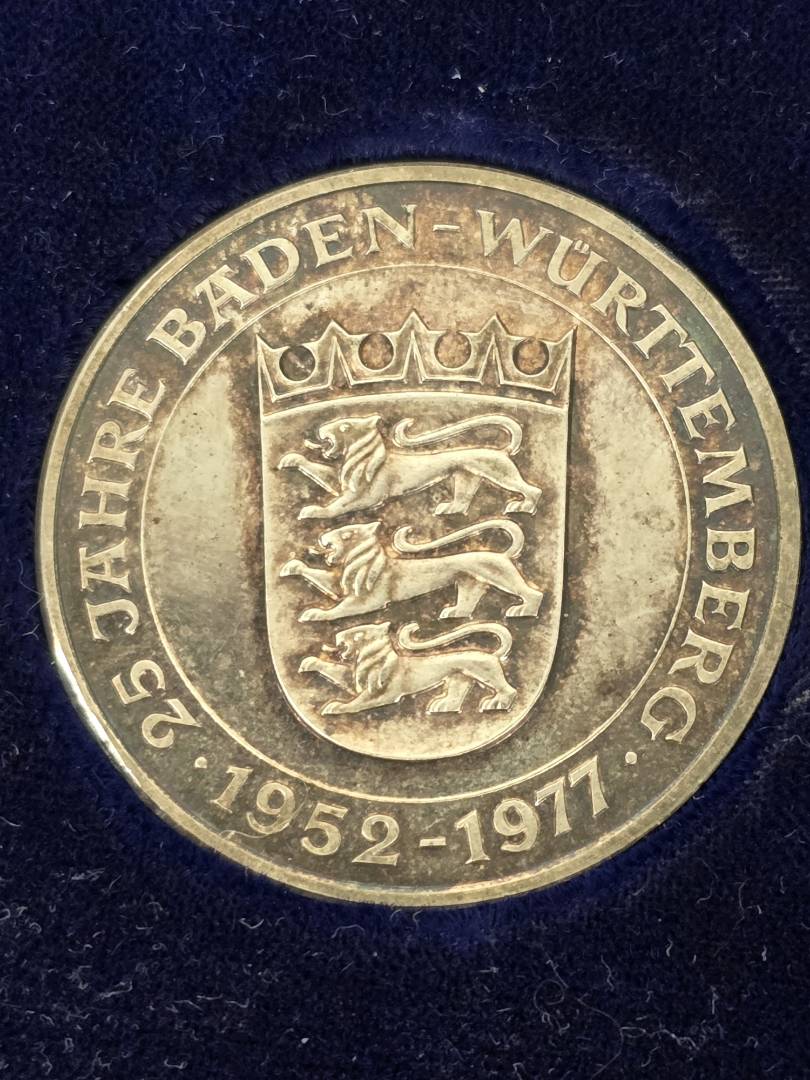 25 JAHRE BADEN-WÜRTTEMBERG
· 1952-1977 ·